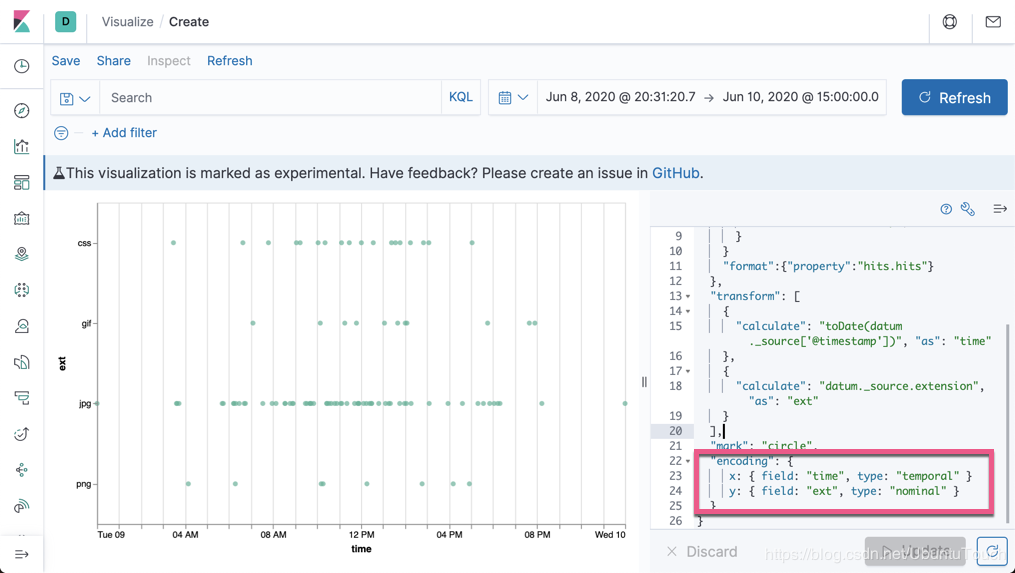 D Visualize / Create
Save Share Inspect Refresh
Search KQL Jun 8, 2020 @ 20:31:20.7 → Jun 10, 2020 @ 15:00:00.0 Refresh
+ Add filter
This visualization is marked as experimental. Have feedback? Please create an issue in GitHub.
ext
css
gif
jpg
png
Tue 09 04 AM 08 AM 12 PM 04 PM 08 PM Wed 10
time
9 }
10 }
11 "format":{"property":"hits.hits"}
12 },
13 "transform": [
14 {
15 "calculate": "toDate(datum
._source['@timestamp'])", "as": "time"
16 },
17 {
18 "calculate": "datum._source.extension",
"as": "ext"
19 }
20 ],
21 "mark": "circle",
22 "encoding": {
23 x: { field: "time", type: "temporal" }
24 y: { field: "ext", type: "nominal" }
25 }
26 }
× Discard Update
https://blog.csdn.net/UbuntuTouch